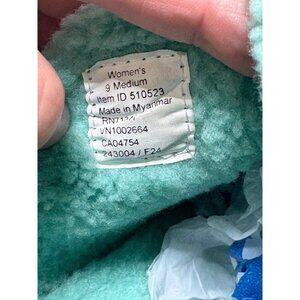 Women's
9 Medium
Item ID 510523
Made in Myanmar
VN1002664
CA04754
243004 / F24